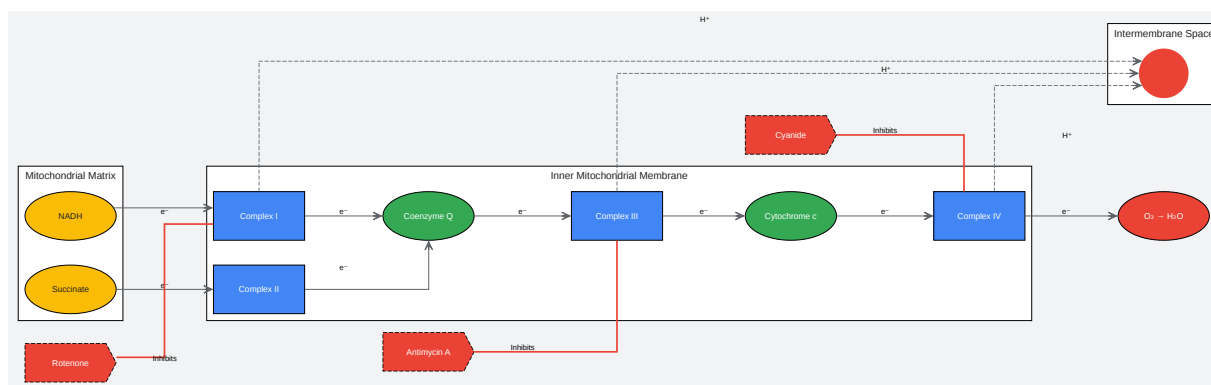 H⁺
Intermembrane Space
H⁺
Cyanide
Inhibits
H⁺
Mitochondrial Matrix
Inner Mitochondrial Membrane
NADH
e⁻
Complex I
e⁻
Coenzyme Q
e⁻
Complex III
e⁻
Cytochrome c
e⁻
Complex IV
e⁻
O₂ → H₂O
Succinate
e⁻
Complex II
e⁻
Rotenone
Inhibits
Antimycin A
Inhibits